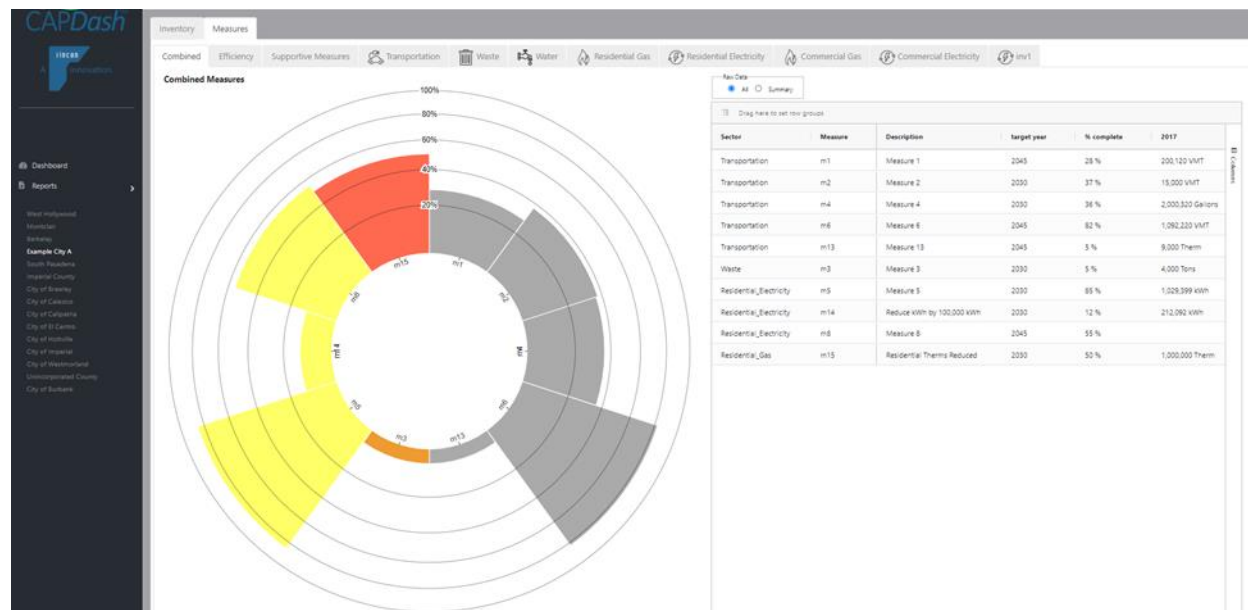 CAPDash
rincon
A innovation
Dashboard
Reports
West Hollywood
Montclair
Berkeley
Example City A
South Pasadena
Imperial County
City of Brawley
City of Calexico
City of Calipatria
City of El Centro
City of Holtville
City of Imperial
City of Westmorland
Unincorporated County
City of Burbank
Inventory Measures
Combined Efficiency Supportive Measures Transportation Waste Water Residential Gas Residential Electricity Commercial Gas Commercial Electricity inv1
Combined Measures
100%
80%
60%
40%
20%
m15
m1
m8
m2
m14
m5
m6
m3
m13
Raw Data
All Summary
Drag here to set row groups
Sector Measure Description target year % complete 2017
Transportation m1 Measure 1 2045 28 % 200,120 VMT
Transportation m2 Measure 2 2030 37 % 15,000 VMT
Transportation m4 Measure 4 2030 36 % 2,000,320 Gallons
Transportation m6 Measure 6 2045 82 % 1,092,220 VMT
Transportation m13 Measure 13 2045 5 % 9,000 Therm
Waste m3 Measure 3 2030 5 % 4,000 Tons
Residential_Electricity m5 Measure 5 2030 85 % 1,029,399 kWh
Residential_Electricity m14 Reduce kWh by 100,000 kWh 2030 12 % 212,092 kWh
Residential_Electricity m8 Measure 8 2045 55 %
Residential_Gas m15 Residential Therms Reduced 2030 50 % 1,000,000 Therm
Columns